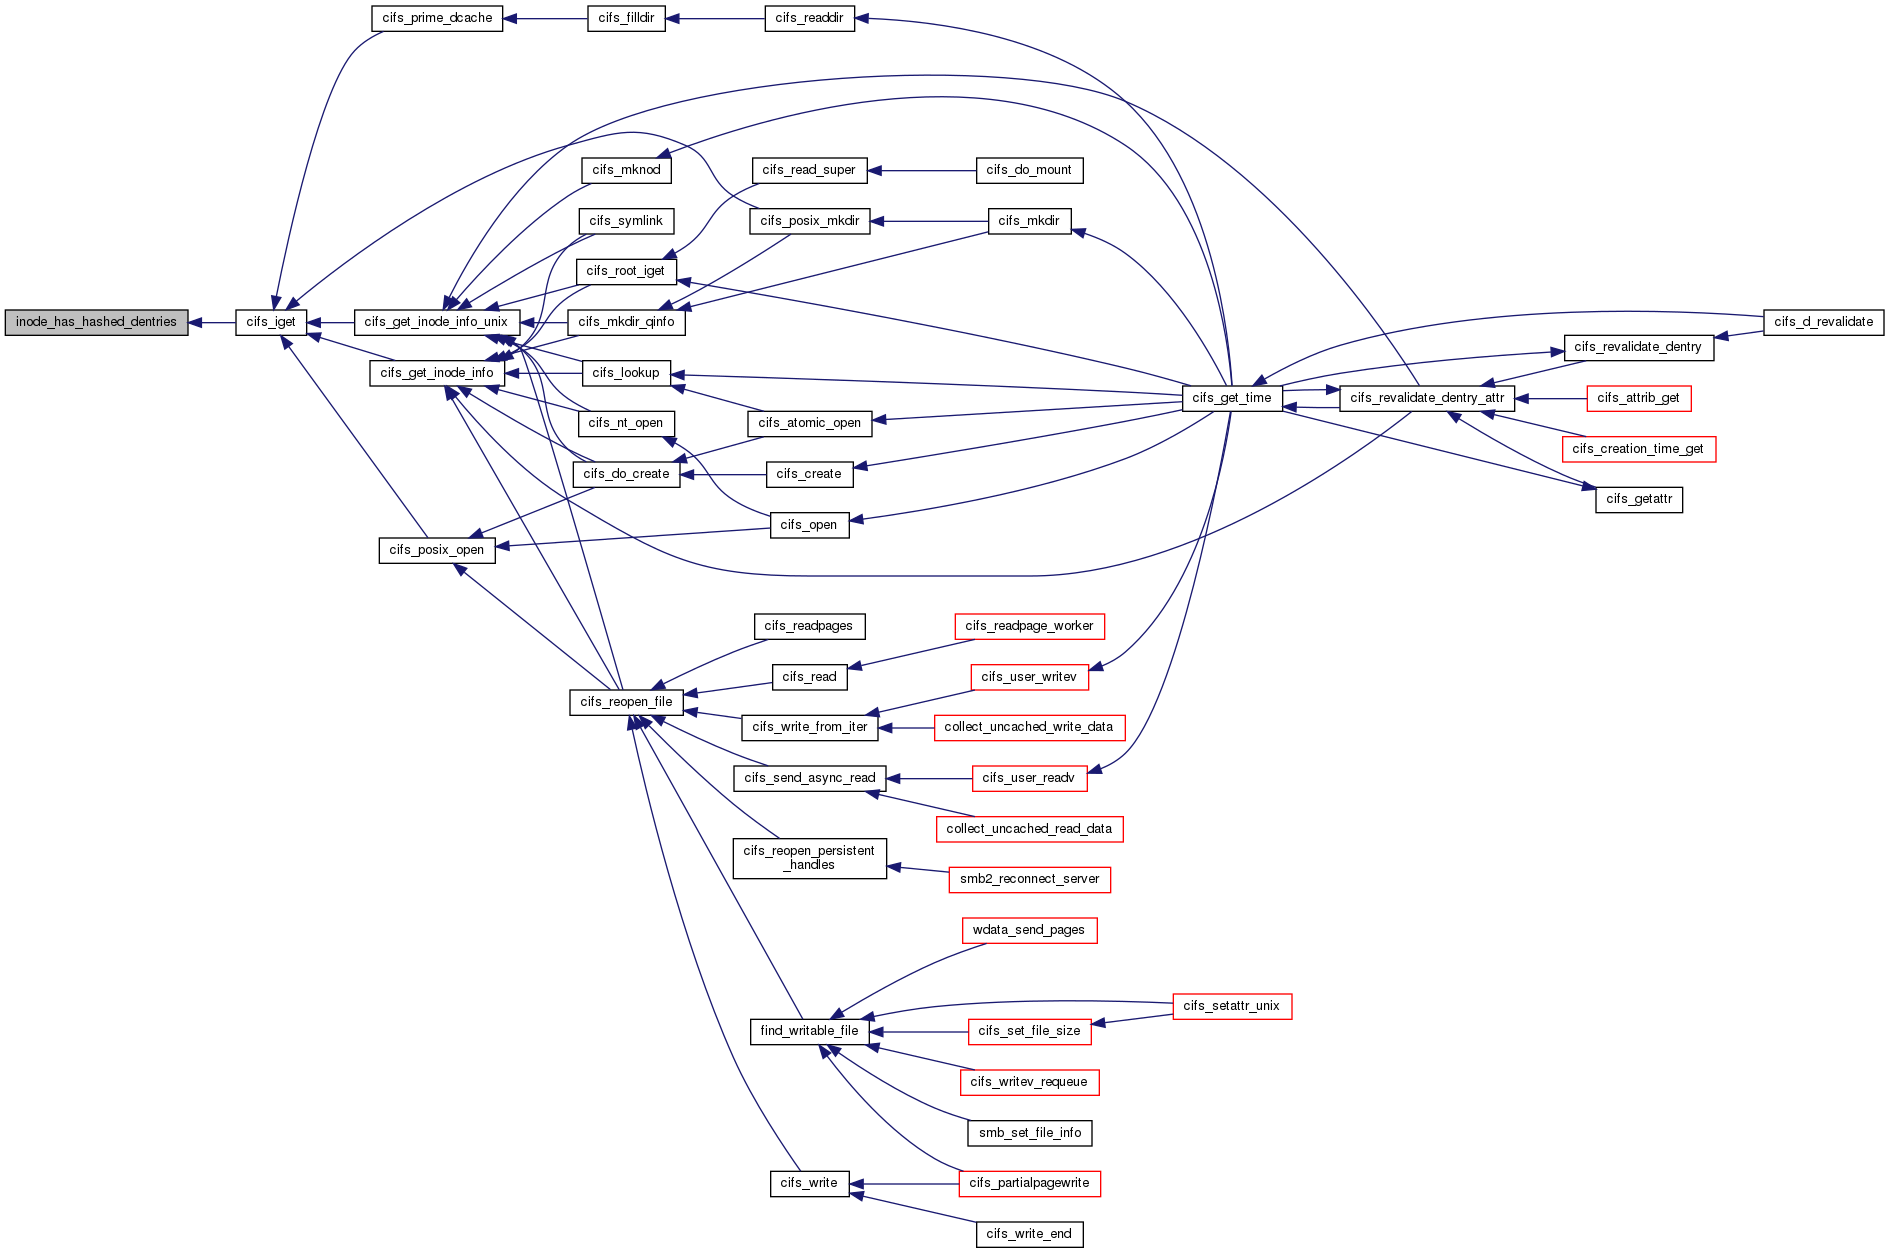 cifs_prime_dcache
cifs_filldir
cifs_readdir
cifs_mknod
cifs_read_super
cifs_do_mount
cifs_symlink
cifs_posix_mkdir
cifs_mkdir
cifs_root_iget
inode_has_hashed_dentries
cifs_iget
cifs_get_inode_info_unix
cifs_mkdir_qinfo
cifs_d_revalidate
cifs_revalidate_dentry
cifs_get_inode_info
cifs_lookup
cifs_get_time
cifs_revalidate_dentry_attr
cifs_attrib_get
cifs_nt_open
cifs_atomic_open
cifs_creation_time_get
cifs_do_create
cifs_create
cifs_getattr
cifs_open
cifs_posix_open
cifs_readpages
cifs_readpage_worker
cifs_read
cifs_user_writev
cifs_reopen_file
cifs_write_from_iter
collect_uncached_write_data
cifs_send_async_read
cifs_user_readv
collect_uncached_read_data
cifs_reopen_persistent
_handles
smb2_reconnect_server
wdata_send_pages
cifs_setattr_unix
find_writable_file
cifs_set_file_size
cifs_writev_requeue
smb_set_file_info
cifs_write
cifs_partialpagewrite
cifs_write_end